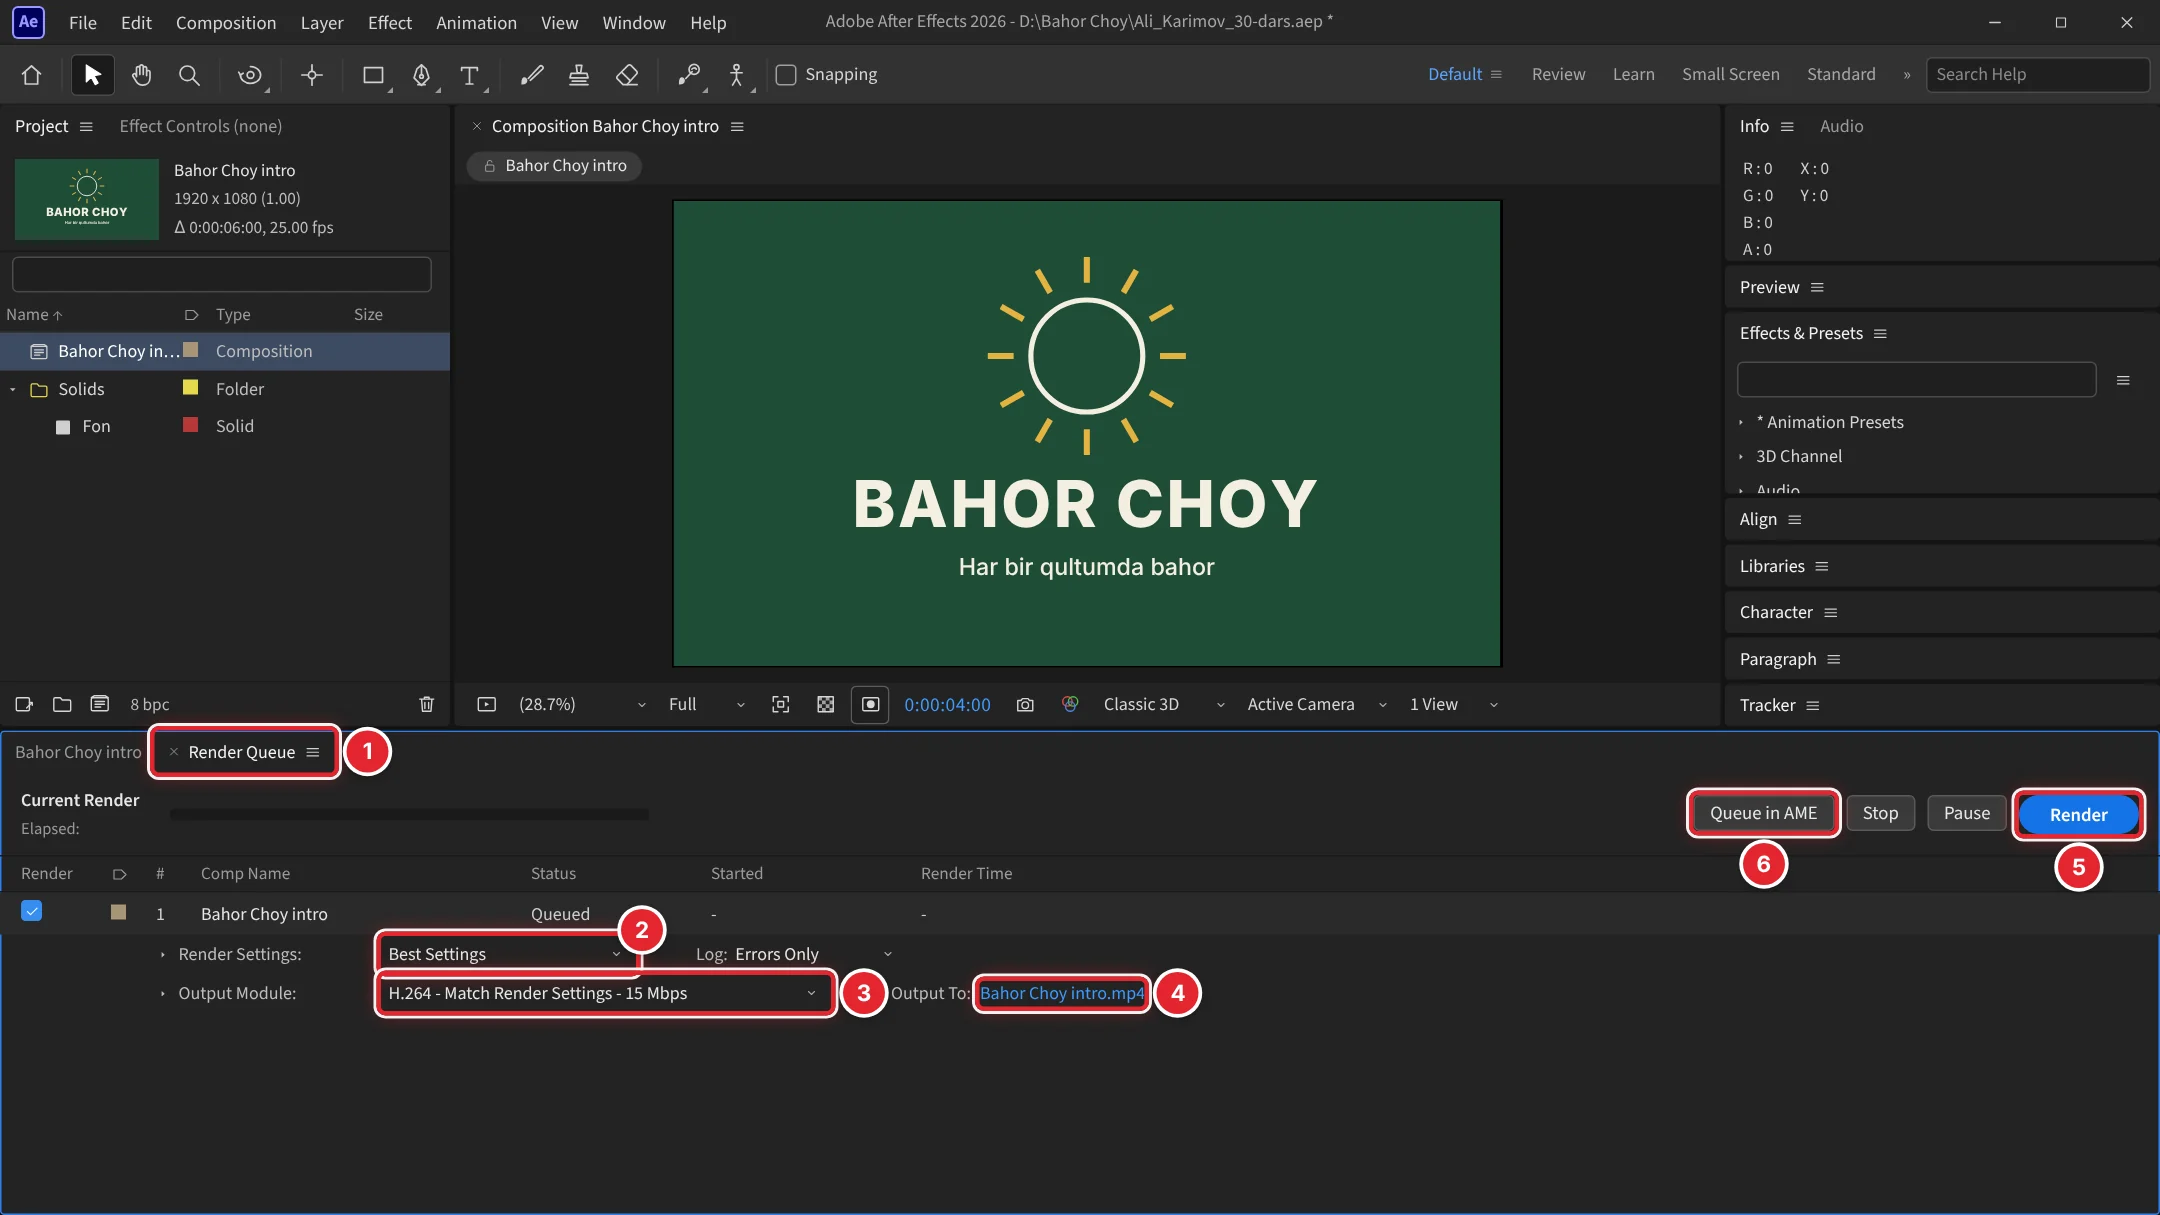 Ae File Edit Composition Layer Effect Animation View Window Help
Adobe After Effects 2026 - D:\Bahor Choy\Ali_Karimov_30-dars.aep *
Snapping
Default Review Learn Small Screen Standard » Search Help
Project Effect Controls (none)
Bahor Choy intro
1920 x 1080 (1.00)
Δ 0:00:06:00, 25.00 fps
BAHOR CHOY
Har bir qultumda bahor
Name Type Size
Bahor Choy in... Composition
Solids Folder
Fon Solid
8 bpc
Composition Bahor Choy intro
Bahor Choy intro
BAHOR CHOY
Har bir qultumda bahor
(28.7%) Full 0:00:04:00 Classic 3D Active Camera 1 View
Info Audio
R : 0 X : 0
G : 0 Y : 0
B : 0
A : 0
Preview
Effects & Presets
* Animation Presets
3D Channel
Audio
Align
Libraries
Character
Paragraph
Tracker
Bahor Choy intro Render Queue 1
Current Render
Elapsed:
Queue in AME Stop Pause Render
6 5
Render # Comp Name Status Started Render Time
1 Bahor Choy intro Queued - -
2
Render Settings: Best Settings Log: Errors Only
Output Module: H.264 - Match Render Settings - 15 Mbps 3 Output To: Bahor Choy intro.mp4 4